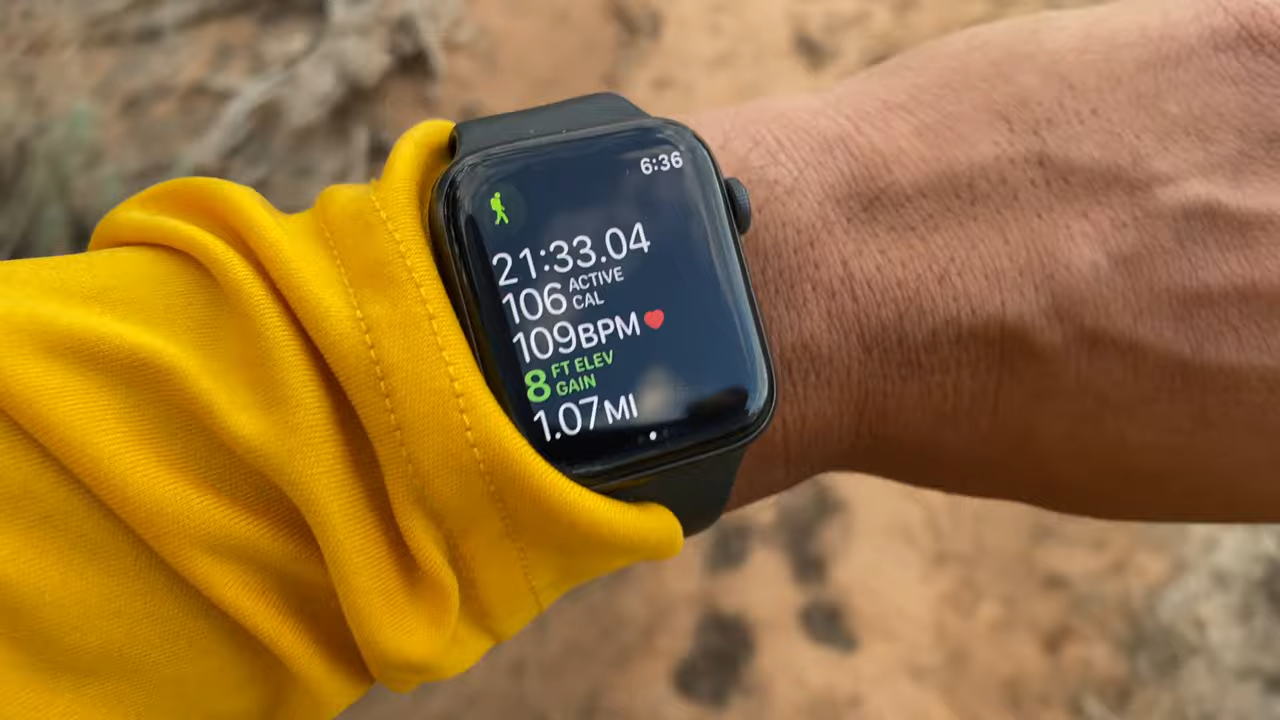 6:36
21:33.04
106 ACTIVE CAL
109BPM
8 FT ELEV GAIN
1.07MI